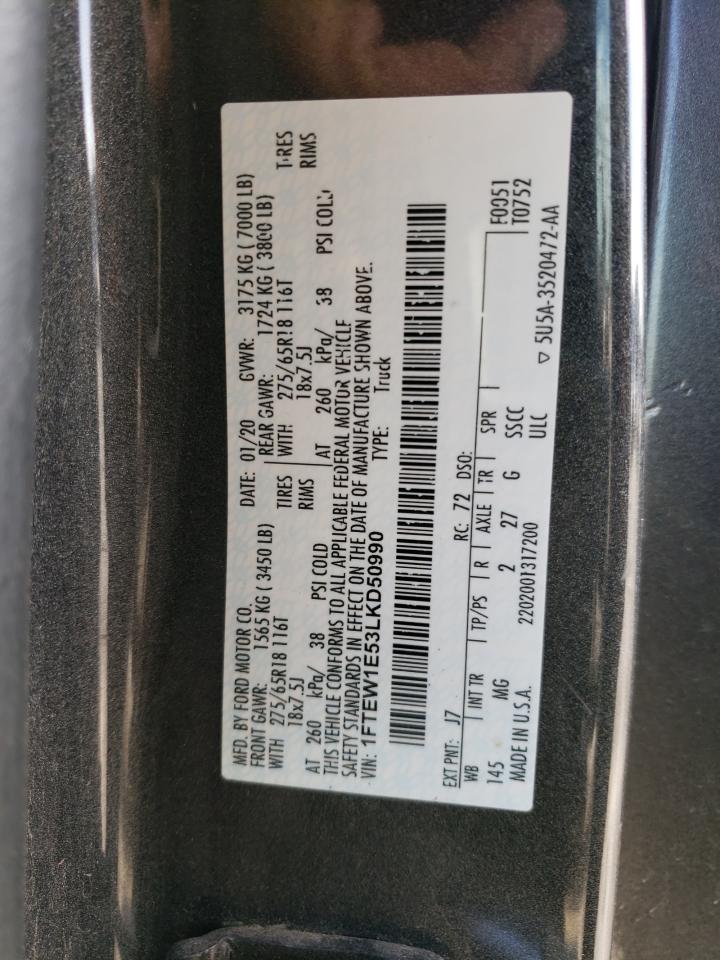 MFD. BY FORD MOTOR CO.
DATE: 01/20 GVWR: 3175 KG ( 7000 LB)
FRONT GAWR: 1565 KG ( 3450 LB)
REAR GAWR: 1724 KG ( 3800 LB)
WITH 275/65R18 116T TIRES
WITH 275/65R18 116T TIRES
18x7.5J RIMS
18x7.5J RIMS
AT 260 kPa/ 38 PSI COLD
AT 260 kPa/ 38 PSI COLD
THIS VEHICLE CONFORMS TO ALL APPLICABLE FEDERAL MOTOR VEHICLE
SAFETY STANDARDS IN EFFECT ON THE DATE OF MANUFACTURE SHOWN ABOVE.
VIN: 1FTEW1E53LKD50990 TYPE: Truck
EXT PNT: J7 RC: 72 DSO: F0051
WB INT TR TP/PS R AXLE TR SPR T0752
145 MG 2 27 G SSCC
MADE IN U.S.A. 2202001317200 ULC
▽ 5U5A-3520472-AA